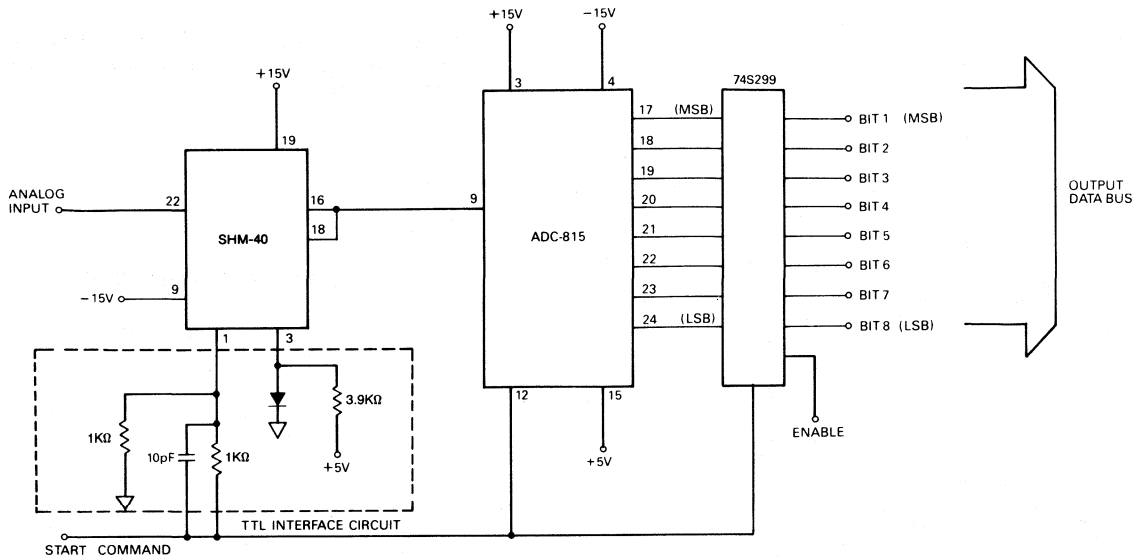 +15V
-15V
3
4
74S299
+15V
19
17 (MSB)
BIT 1 (MSB)
18
BIT 2
19
BIT 3
ANALOG
INPUT
22
16
9
20
BIT 4
OUTPUT
DATA BUS
18
SHM-40
ADC-815
21
BIT 5
22
BIT 6
-15V
9
23
BIT 7
24 (LSB)
BIT 8 (LSB)
1
3
12
15
3.9KΩ
1KΩ
10pF
1KΩ
+5V
+5V
ENABLE
TTL INTERFACE CIRCUIT
START COMMAND